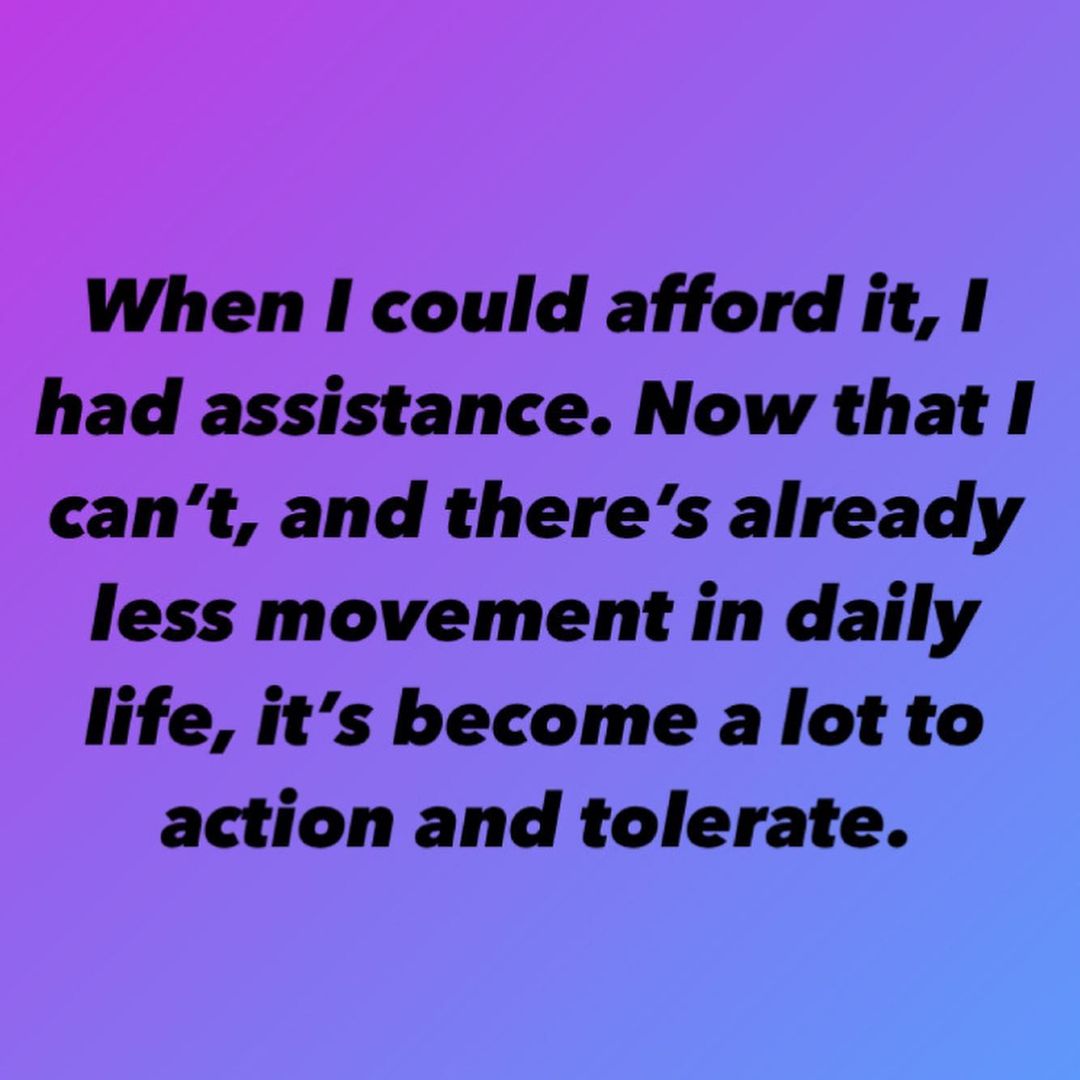 When I could afford it, I
had assistance. Now that I
can’t, and there’s already
less movement in daily
life, it’s become a lot to
action and tolerate.